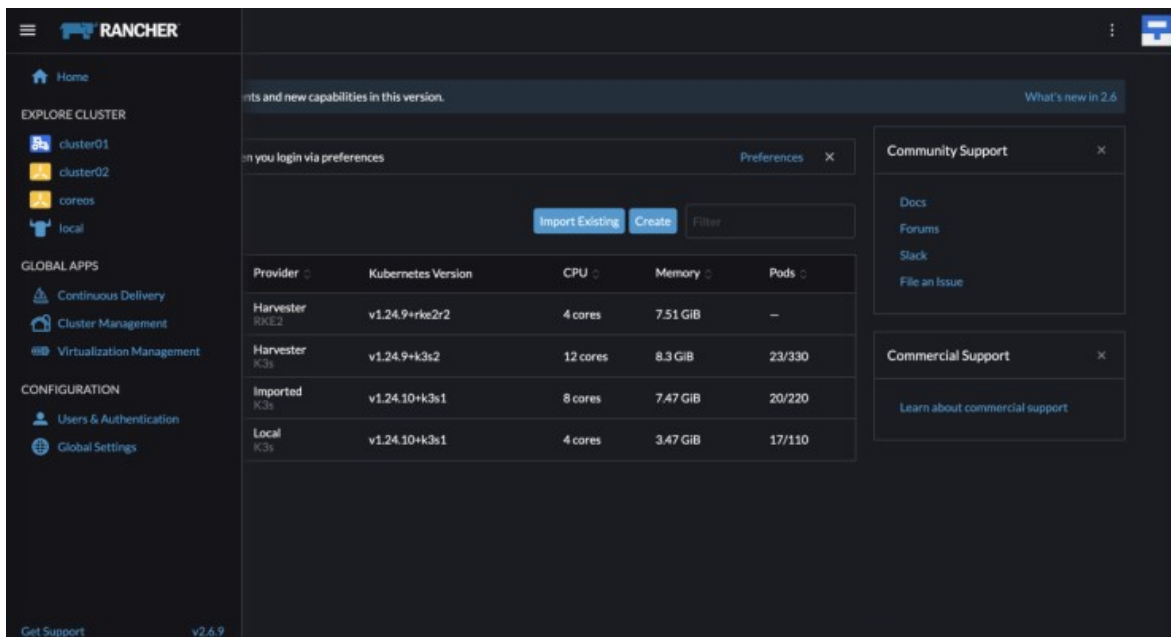 RANCHER
Home
EXPLORE CLUSTER
cluster01
cluster02
coreos
local
GLOBAL APPS
Continuous Delivery
Cluster Management
Virtualization Management
CONFIGURATION
Users & Authentication
Global Settings
Get Support v2.6.9
nts and new capabilities in this version. What's new in 2.6
en you login via preferences Preferences ×
Import Existing Create Filter
Provider Kubernetes Version CPU Memory Pods
Harvester v1.24.9+rke2r2 4 cores 7.51 GiB —
RKE2
Harvester v1.24.9+k3s2 12 cores 8.3 GiB 23/330
K3s
Imported v1.24.10+k3s1 8 cores 7.47 GiB 20/220
K3s
Local v1.24.10+k3s1 4 cores 3.47 GiB 17/110
K3s
Community Support ×
Docs
Forums
Slack
File an Issue
Commercial Support ×
Learn about commercial support